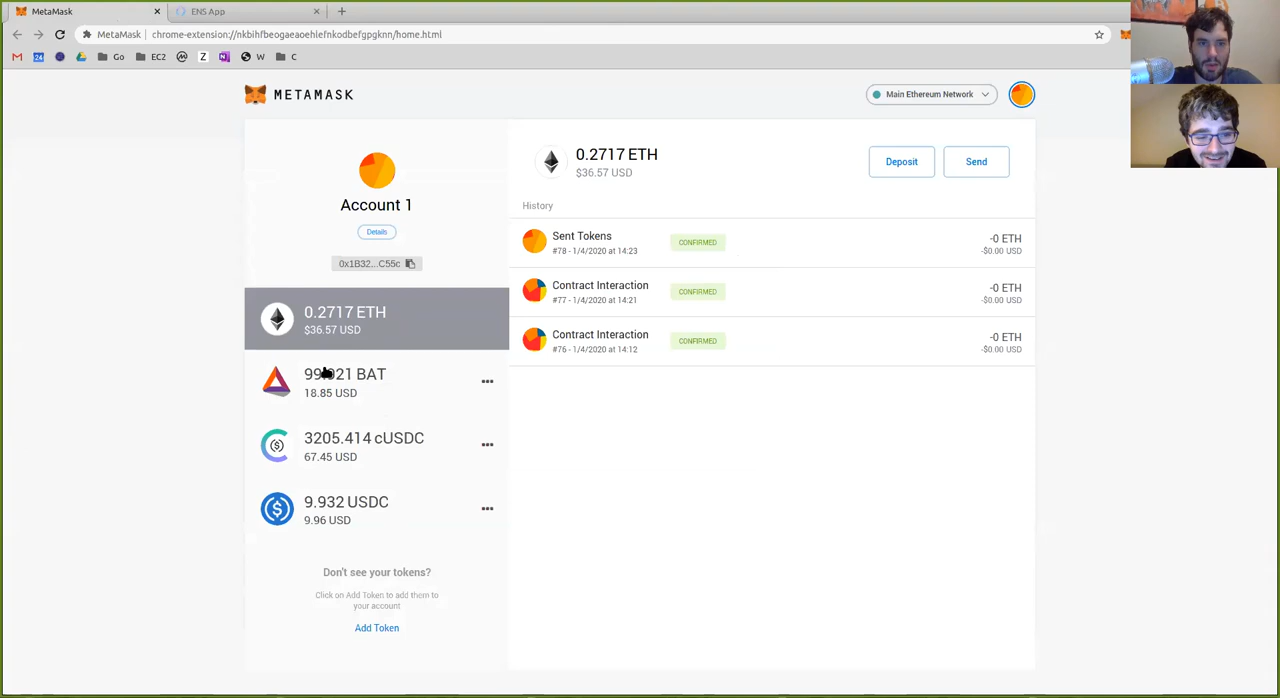 MetaMask
ENS App
MetaMask
chrome-extension://nkbihfbeogaeaoehlefnkodbefgpgknn/home.html
24
Go
EC2
Z
N
W
C
METAMASK
Main Ethereum Network
Account 1
Details
0x1B32...C55c
0.2717 ETH
$36.57 USD
Deposit
Send
History
Sent Tokens
#78 - 1/4/2020 at 14:23
CONFIRMED
-0 ETH
-$0.00 USD
Contract Interaction
#77 - 1/4/2020 at 14:21
CONFIRMED
-0 ETH
-$0.00 USD
Contract Interaction
#76 - 1/4/2020 at 14:12
CONFIRMED
-0 ETH
-$0.00 USD
0.2717 ETH
$36.57 USD
BAT
18.85 USD
3205.414 cUSDC
67.45 USD
9.932 USDC
9.96 USD
Don't see your tokens?
Click on Add Token to add them to
your account
Add Token